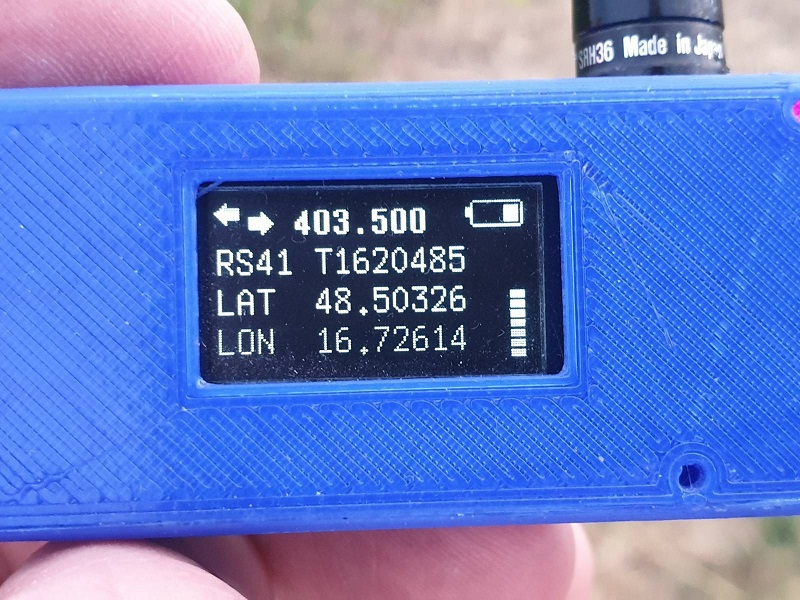 SRH36 Made in Japan
403.500
RS41 T1620485
LAT 48.50326
LON 16.72614